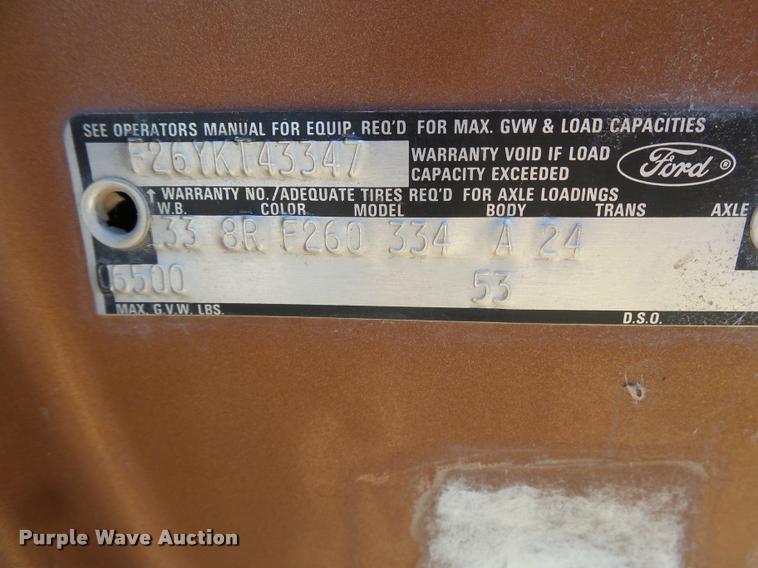 SEE OPERATORS MANUAL FOR EQUIP. REQ'D FOR MAX. GVW & LOAD CAPACITIES
F26YKT43347
WARRANTY VOID IF LOAD
CAPACITY EXCEEDED
Ford ®
↑ WARRANTY NO./ADEQUATE TIRES REQ'D FOR AXLE LOADINGS
W.B. COLOR MODEL BODY TRANS AXLE
133 8R F260 334 A 24
06500 53
MAX. G.V.W. LBS. D.S.O.
Purple Wave Auction